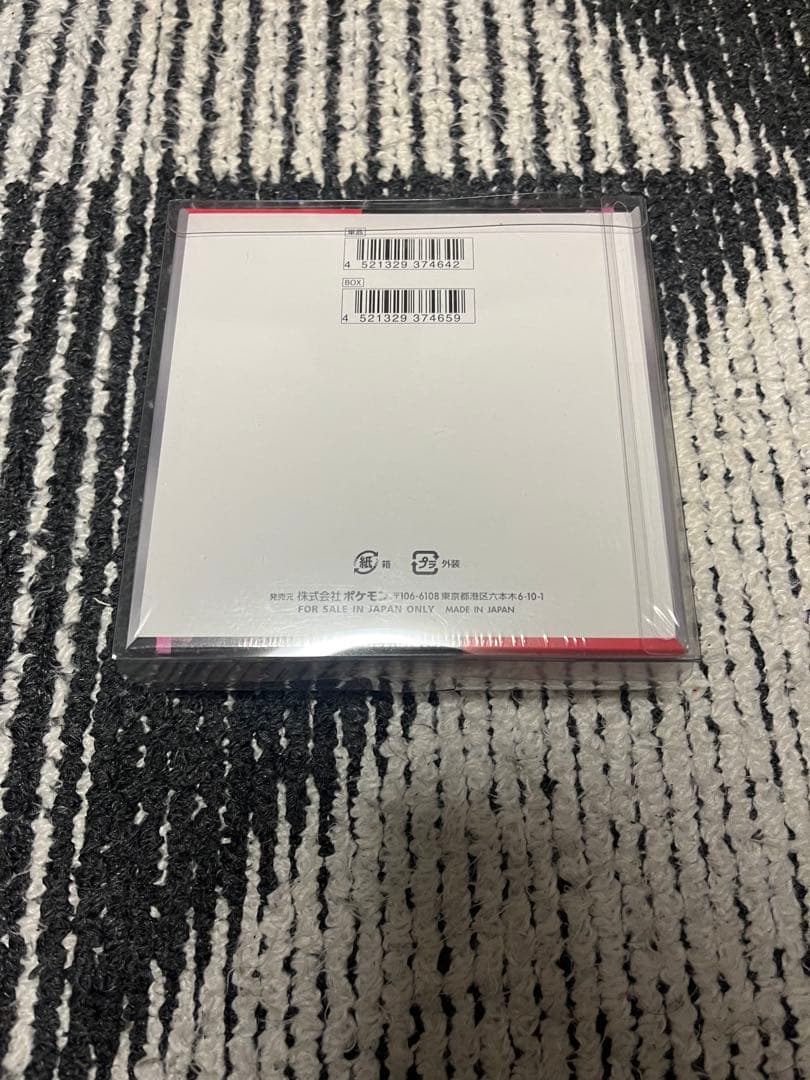 単品
4 521329 374642
BOX
4 521329 374659
紙 箱 プラ 外装
発売元 株式会社 ポケモン 〒106-6108 東京都港区六本木6-10-1
FOR SALE IN JAPAN ONLY MADE IN JAPAN